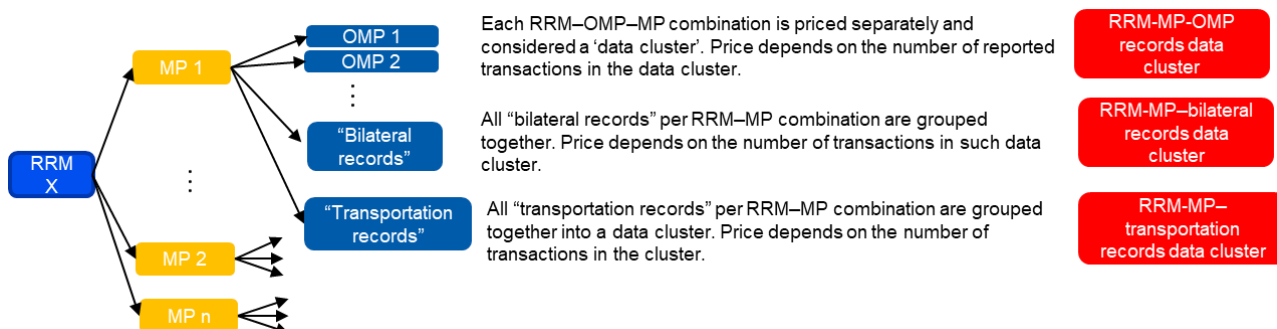 RRM
X
MP 1
MP 2
MP n
OMP 1
OMP 2
“Bilateral
records”
“Transportation
records”
Each RRM–OMP–MP combination is priced separately and
considered a ‘data cluster’. Price depends on the number of reported
transactions in the data cluster.
All “bilateral records” per RRM–MP combination are grouped
together. Price depends on the number of transactions in such data
cluster.
All “transportation records” per RRM–MP combination are grouped
together into a data cluster. Price depends on the number of
transactions in the cluster.
RRM-MP-OMP
records data
cluster
RRM-MP–bilateral
records data
cluster
RRM-MP–
transportation
records data cluster